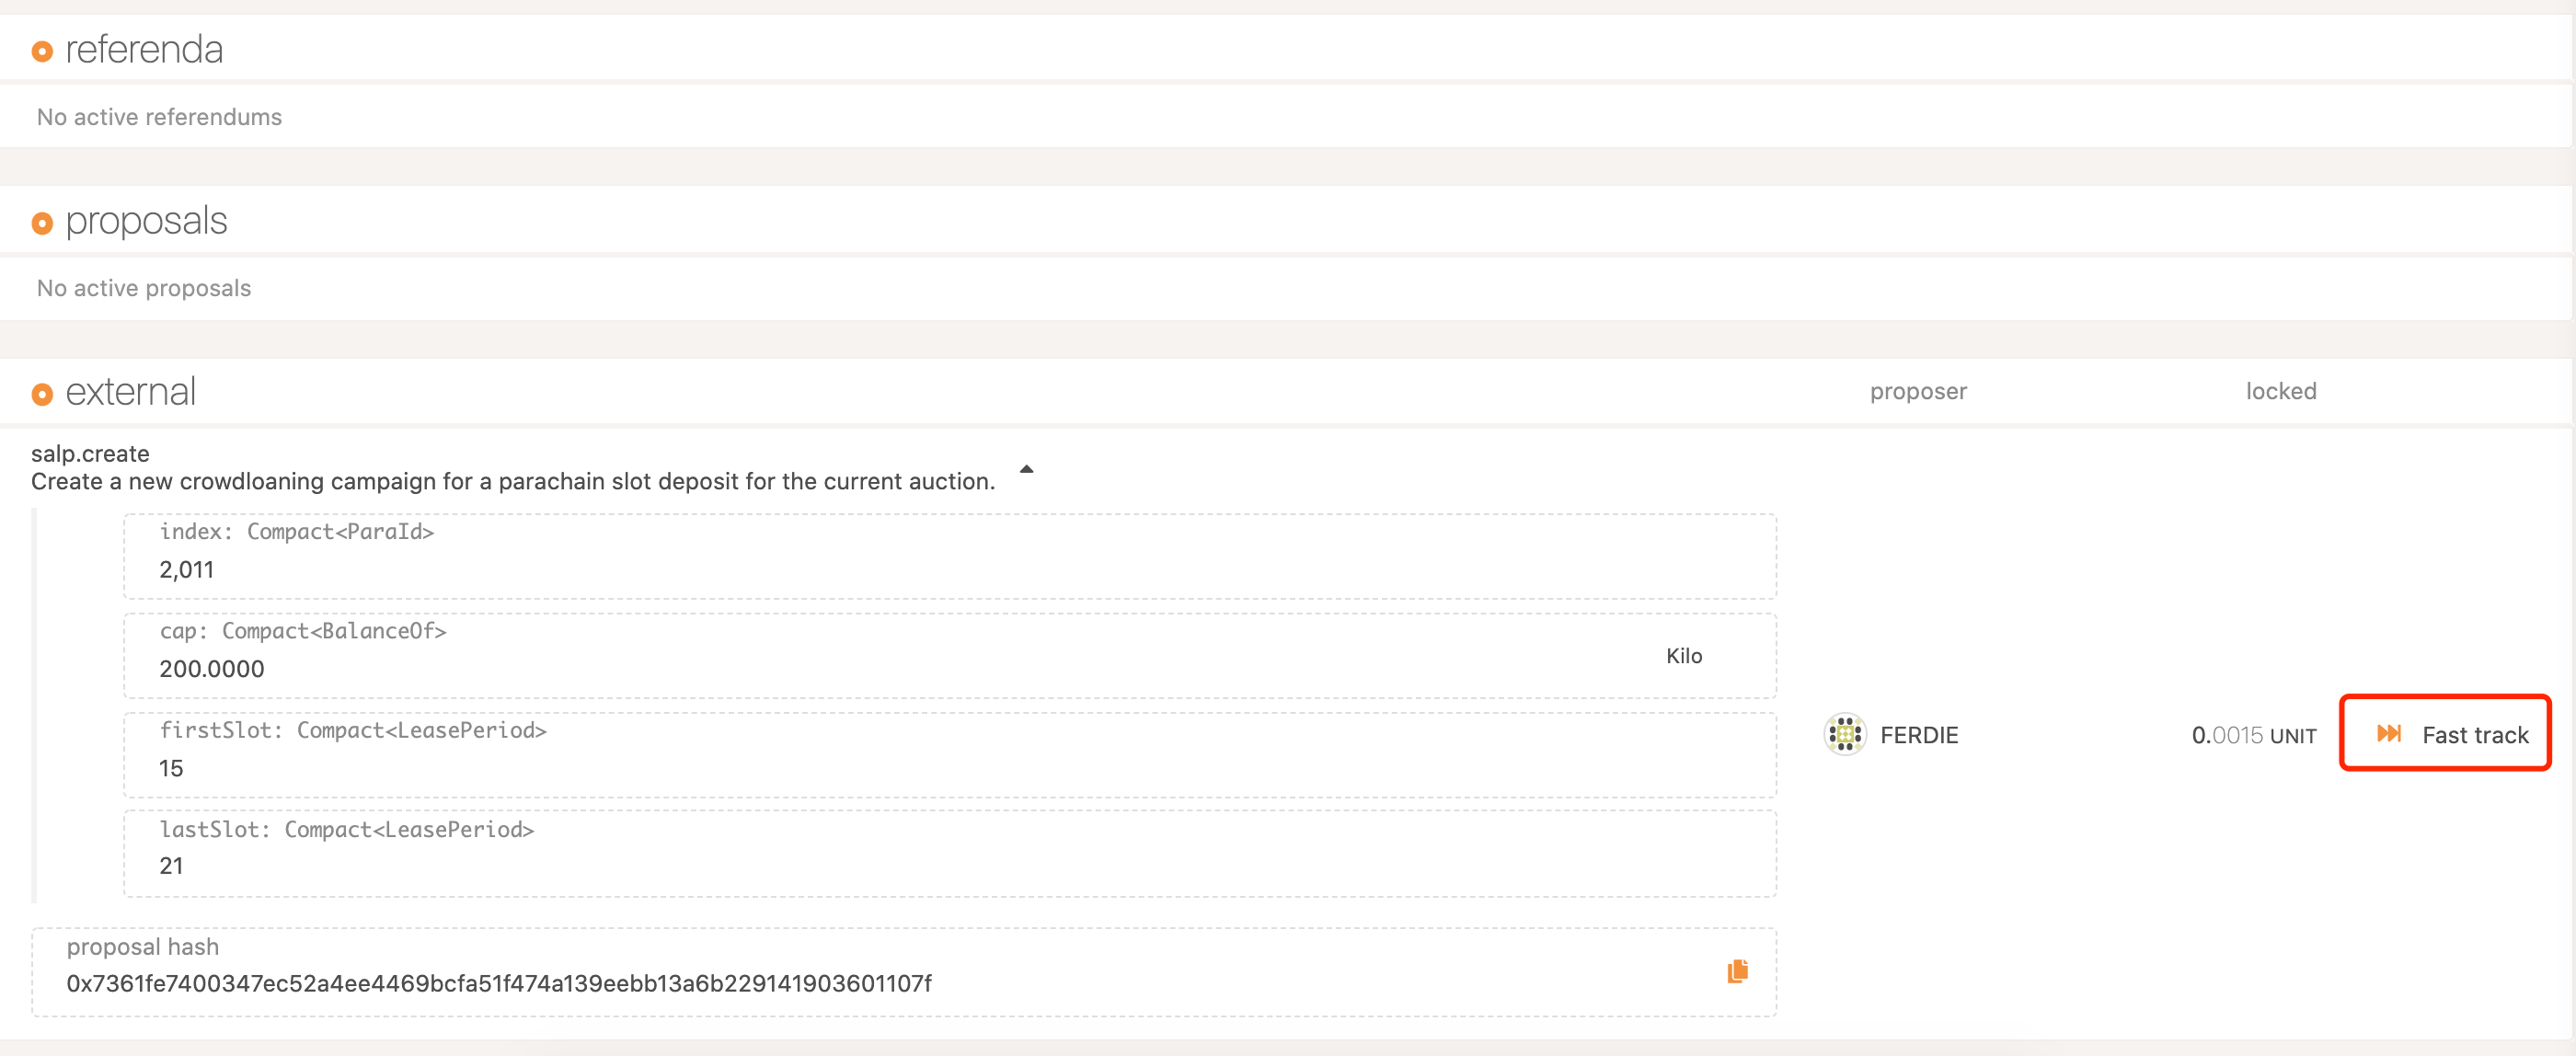 referenda
No active referendums
proposals
No active proposals
external proposer locked
salp.create
Create a new crowdloaning campaign for a parachain slot deposit for the current auction.
index: Compact<ParaId>
2,011
cap: Compact<BalanceOf>
200.0000 Kilo
firstSlot: Compact<LeasePeriod>
15
FERDIE 0.0015 UNIT Fast track
lastSlot: Compact<LeasePeriod>
21
proposal hash
0x7361fe7400347ec52a4ee4469bcfa51f474a139eebb13a6b229141903601107f